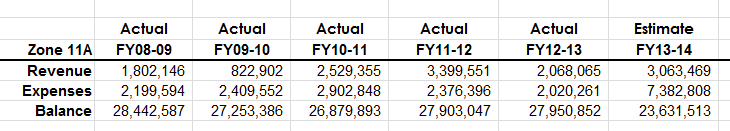 Actual Actual Actual Actual Actual Estimate
Zone 11A FY08-09 FY09-10 FY10-11 FY11-12 FY12-13 FY13-14
Revenue 1,802,146 822,902 2,529,355 3,399,551 2,068,065 3,063,469
Expenses 2,199,594 2,409,552 2,902,848 2,376,396 2,020,261 7,382,808
Balance 28,442,587 27,253,386 26,879,893 27,903,047 27,950,852 23,631,513